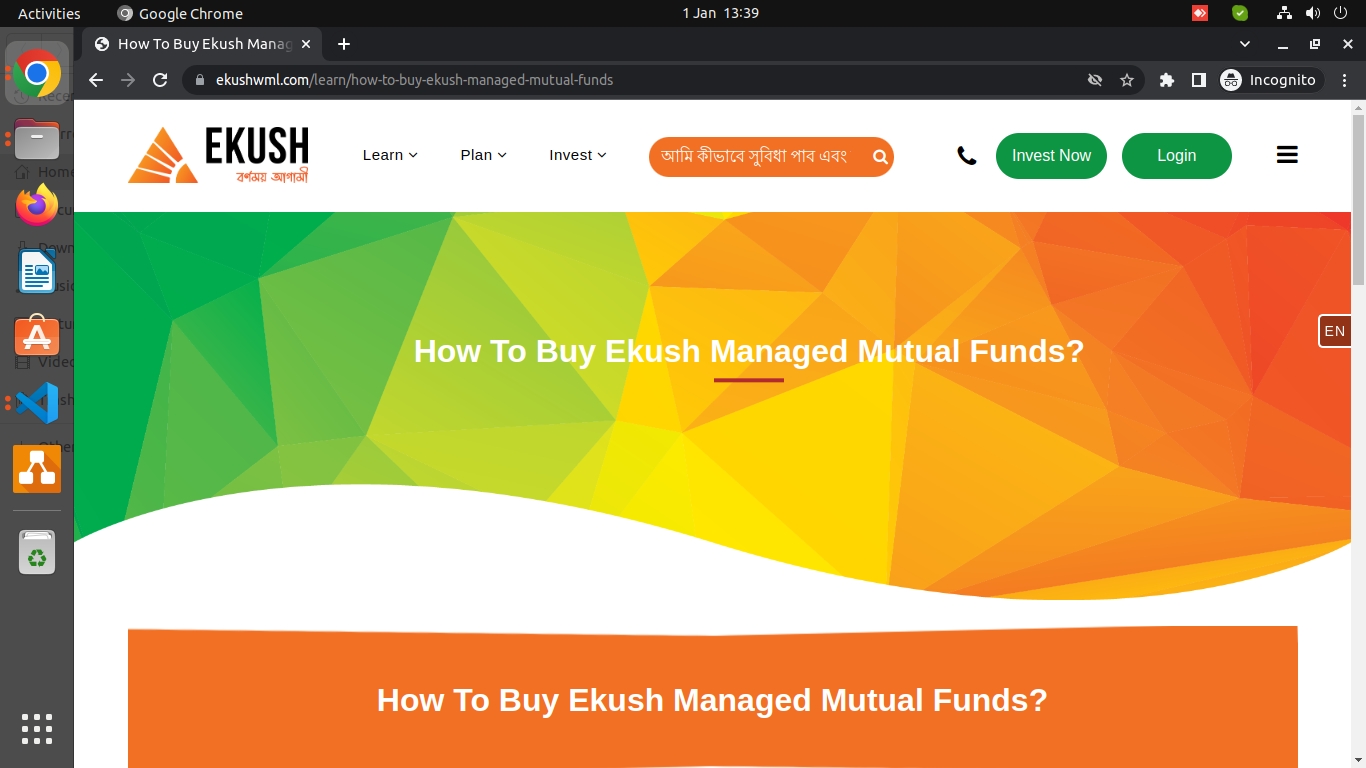 Activities
Google Chrome
1 Jan 13:39
How To Buy Ekush Manag
ekushwml.com/learn/how-to-buy-ekush-managed-mutual-funds
Incognito
EKUSH
বর্ণময় আগামী
Learn
Plan
Invest
আমি কীভাবে সুবিধা পাব এবং
Invest Now
Login
How To Buy Ekush Managed Mutual Funds?
EN
How To Buy Ekush Managed Mutual Funds?
Home